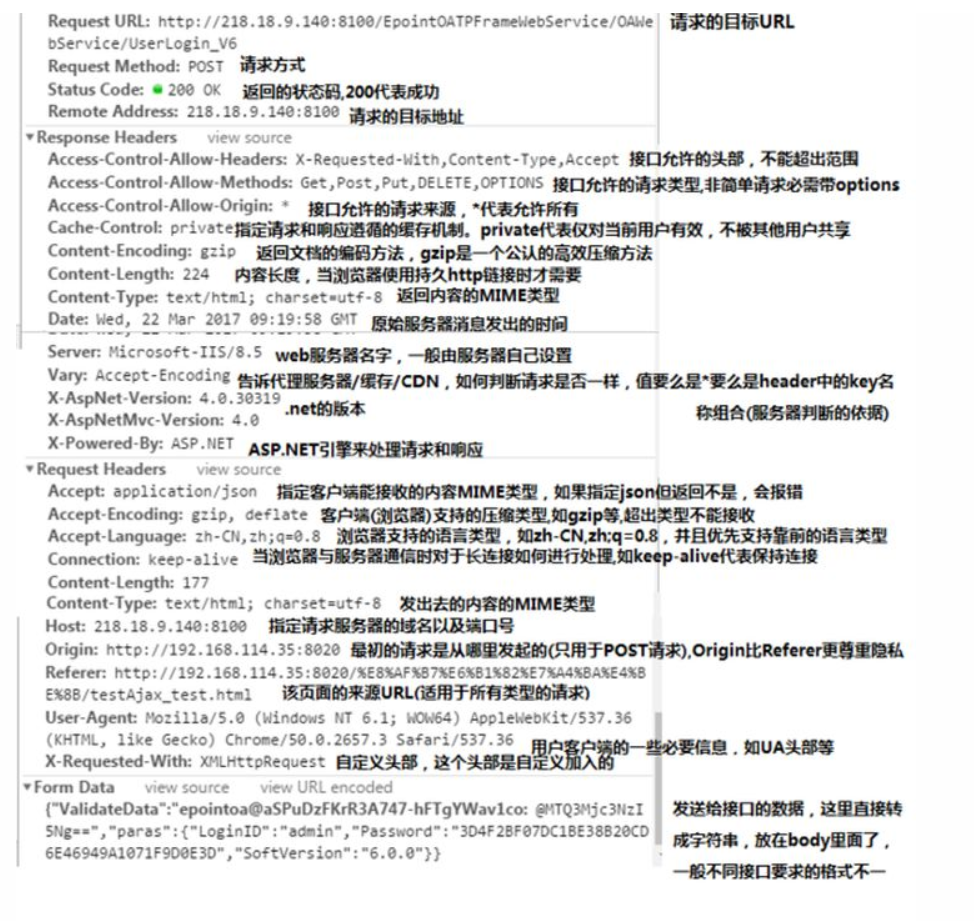 Request URL: http://218.18.9.140:8100/EpointOATPFrameWebService/OAWe 请求的目标URL
bService/UserLogin_V6
Request Method: POST 请求方式
Status Code: 200 OK 返回的状态码,200代表成功
Remote Address: 218.18.9.140:8100 请求的目标地址
▼Response Headers view source
Access-Control-Allow-Headers: X-Requested-With,Content-Type,Accept 接口允许的头部，不能超出范围
Access-Control-Allow-Methods: Get,Post,Put,DELETE,OPTIONS 接口允许的请求类型,非简单请求必需带options
Access-Control-Allow-Origin: * 接口允许的请求来源，*代表允许所有
Cache-Control: private指定请求和响应遵循的缓存机制。private代表仅对当前用户有效，不被其他用户共享
Content-Encoding: gzip 返回文档的编码方法，gzip是一个公认的高效压缩方法
Content-Length: 224 内容长度，当浏览器使用持久http链接时才需要
Content-Type: text/html; charset=utf-8 返回内容的MIME类型
Date: Wed, 22 Mar 2017 09:19:58 GMT 原始服务器消息发出的时间
Server: Microsoft-IIS/8.5 web服务器名字，一般由服务器自己设置
Vary: Accept-Encoding 告诉代理服务器/缓存/CDN，如何判断请求是否一样，值要么是*要么是header中的key名
X-AspNet-Version: 4.0.30319 .net的版本 称组合(服务器判断的依据)
X-AspNetMvc-Version: 4.0
X-Powered-By: ASP.NET ASP.NET引擎来处理请求和响应
▼Request Headers view source
Accept: application/json 指定客户端能接收的内容MIME类型，如果指定json但返回不是，会报错
Accept-Encoding: gzip, deflate 客户端(浏览器)支持的压缩类型,如gzip等,超出类型不能接收
Accept-Language: zh-CN,zh;q=0.8 浏览器支持的语言类型，如zh-CN,zh;q=0.8，并且优先支持靠前的语言类型
Connection: keep-alive 当浏览器与服务器通信时对于长连接如何进行处理,如keep-alive代表保持连接
Content-Length: 177
Content-Type: text/html; charset=utf-8 发出去的内容的MIME类型
Host: 218.18.9.140:8100 指定请求服务器的域名以及端口号
Origin: http://192.168.114.35:8020 最初的请求是从哪里发起的(只用于POST请求),Origin比Referer更尊重隐私
Referer: http://192.168.114.35:8020/%E8%AF%B7%E6%B1%82%E7%A4%BA%E4%B
E%8B/testAjax_test.html 该页面的来源URL(适用于所有类型的请求)
User-Agent: Mozilla/5.0 (Windows NT 6.1; WOW64) AppleWebKit/537.36
(KHTML, like Gecko) Chrome/50.0.2657.3 Safari/537.36 用户客户端的一些必要信息，如UA头部等
X-Requested-With: XMLHttpRequest 自定义头部，这个头部是自定义加入的
▼Form Data view source view URL encoded
{"ValidateData":"epointoa@aSPuDzFKrR3A747-hFTgYWav1co: @MTQ3Mjc3NzI 发送给接口的数据，这里直接转
5Ng==","paras":{"LoginID":"admin","Password":"3D4F2BF07DC1BE38B20CD 成字符串，放在body里面了，
6E46949A1071F9D0E3D","SoftVersion":"6.0.0"}} 一般不同接口要求的格式不一